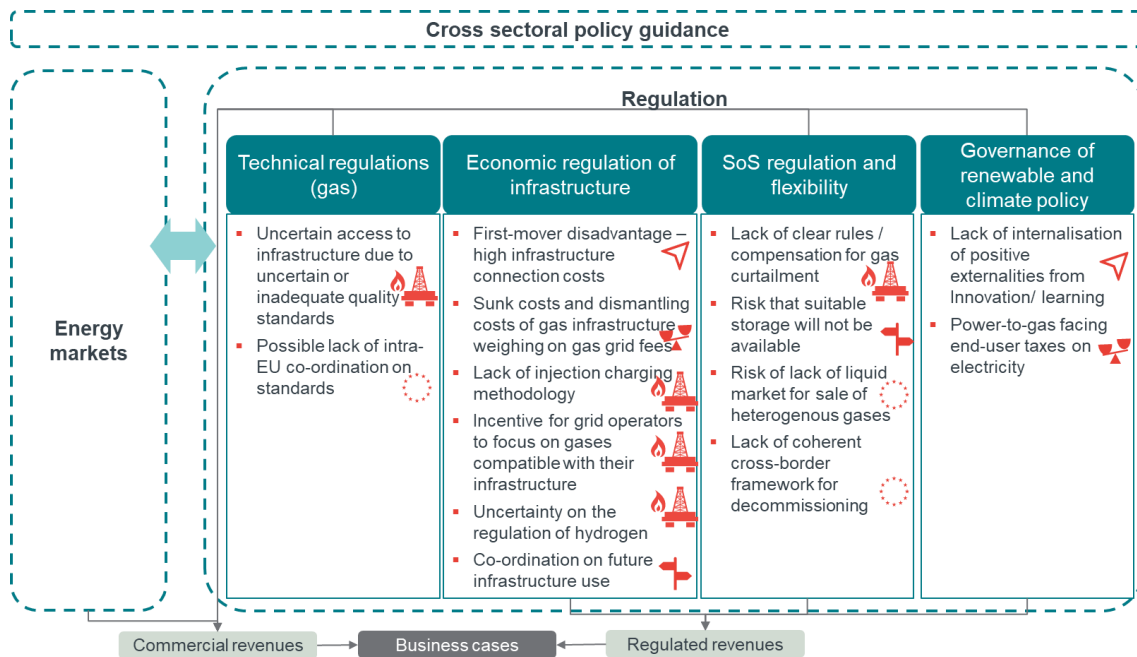 Cross sectoral policy guidance
Energy
markets
Regulation
Technical regulations
(gas)
▪ Uncertain access to
infrastructure due to
uncertain or
inadequate quality
standards
▪ Possible lack of intra-
EU co-ordination on
standards
Economic regulation of
infrastructure
▪ First-mover disadvantage –
high infrastructure
connection costs
▪ Sunk costs and dismantling
costs of gas infrastructure
weighing on gas grid fees
▪ Lack of injection charging
methodology
▪ Incentive for grid operators
to focus on gases
compatible with their
infrastructure
▪ Uncertainty on the
regulation of hydrogen
▪ Co-ordination on future
infrastructure use
SoS regulation and
flexibility
▪ Lack of clear rules /
compensation for gas
curtailment
▪ Risk that suitable
storage will not be
available
▪ Risk of lack of liquid
market for sale of
heterogenous gases
▪ Lack of coherent
cross-border
framework for
decommissioning
Governance of
renewable and
climate policy
▪ Lack of internalisation
of positive
externalities from
Innovation/ learning
▪ Power-to-gas facing
end-user taxes on
electricity
Commercial revenues
Business cases
Regulated revenues